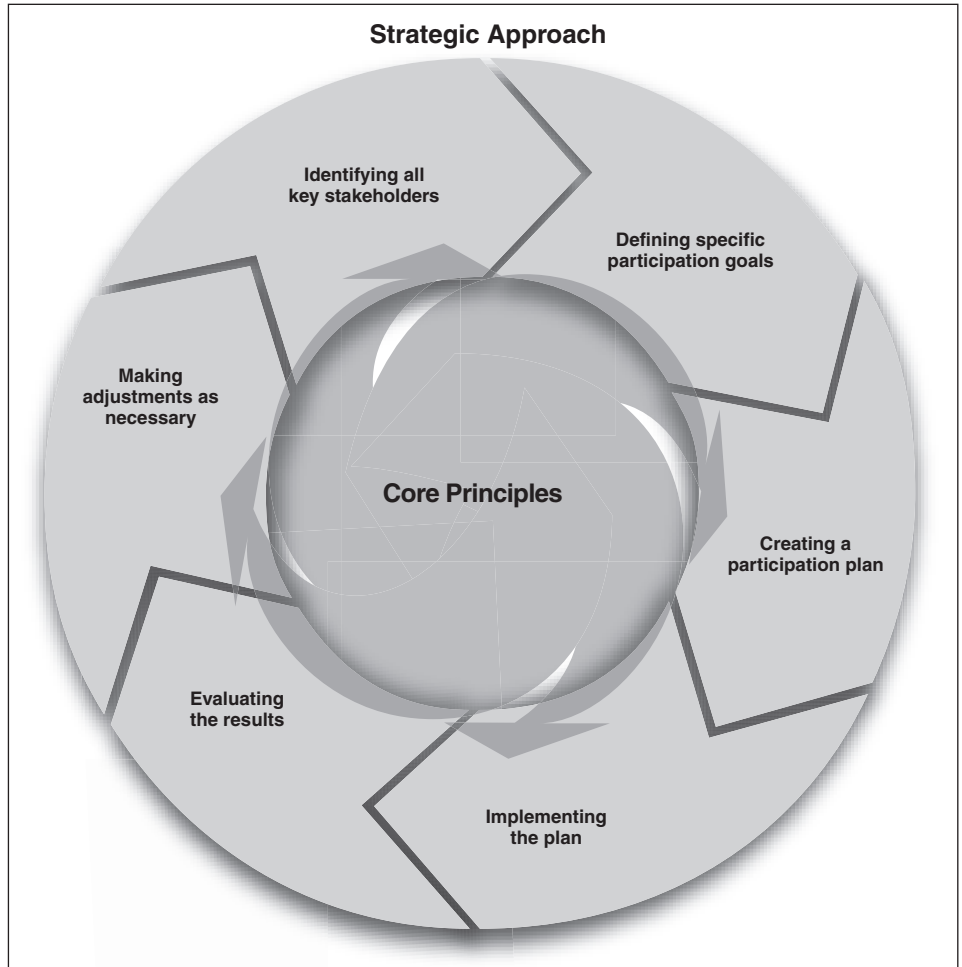 Strategic Approach
Identifying all
key stakeholders
Defining specific
participation goals
Creating a
participation plan
Implementing
the plan
Evaluating
the results
Making
adjustments as
necessary
Core Principles